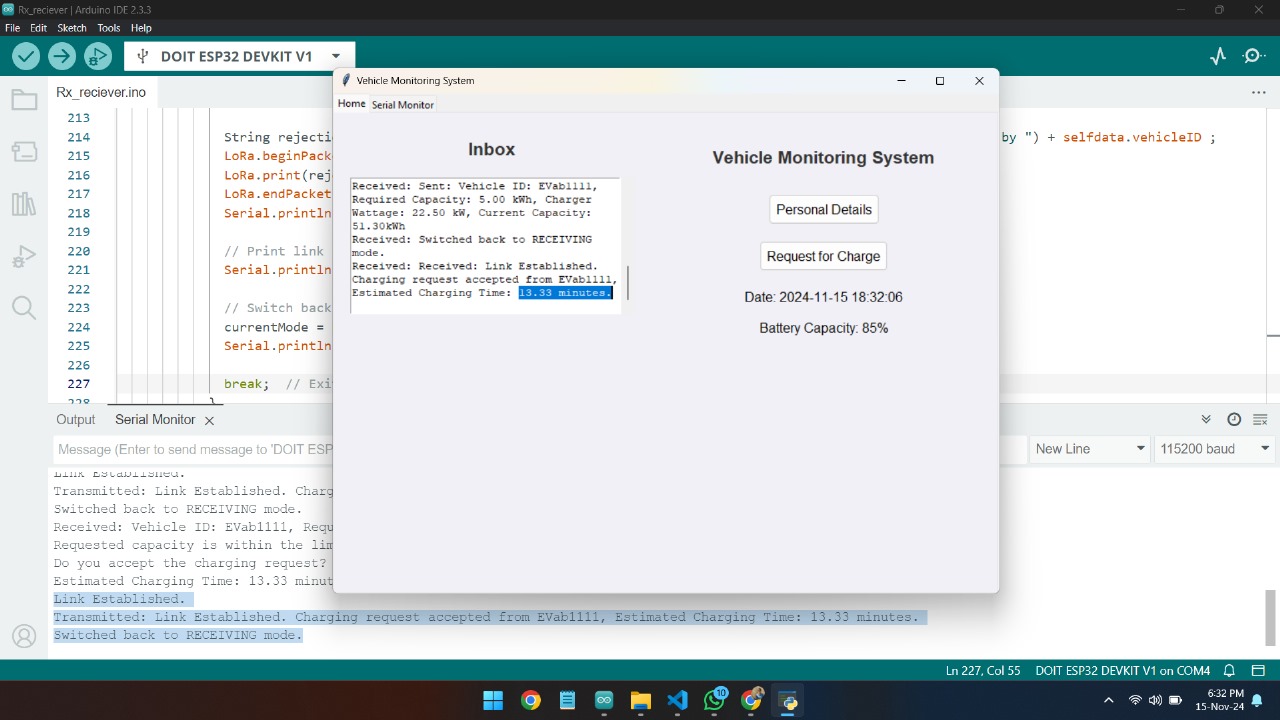 Rx_reciever | Arduino IDE 2.3.3
File Edit Sketch Tools Help
DOIT ESP32 DEVKIT V1
Rx_reciever.ino
Vehicle Monitoring System
Home Serial Monitor
Inbox
Received: Sent: Vehicle ID: EVab1111,
Required Capacity: 5.00 kWh, Charger
Wattage: 22.50 kW, Current Capacity:
51.30kWh
Received: Switched back to RECEIVING
mode.
Received: Received: Link Established.
Charging request accepted from EVab1111,
Estimated Charging Time: 13.33 minutes.
Vehicle Monitoring System
Personal Details
Request for Charge
Date: 2024-11-15 18:32:06
Battery Capacity: 85%
213
214 String rejectio by ") + selfdata.vehicleID ;
215 LoRa.beginPack
216 LoRa.print(rej
217 LoRa.endPacket
218 Serial.println
219
220 // Print link
221 Serial.println
222
223 // Switch back
224 currentMode =
225 Serial.println
226
227 break; // Exi
228 }
Output Serial Monitor
Message (Enter to send message to 'DOIT ESP New Line 115200 baud
Link Established.
Transmitted: Link Established. Charg
Switched back to RECEIVING mode.
Received: Vehicle ID: EVab1111, Requ
Requested capacity is within the lim
Do you accept the charging request?
Estimated Charging Time: 13.33 minut
Link Established.
Transmitted: Link Established. Charging request accepted from EVab1111, Estimated Charging Time: 13.33 minutes.
Switched back to RECEIVING mode.
Ln 227, Col 55 DOIT ESP32 DEVKIT V1 on COM4
10
6:32 PM
15-Nov-24